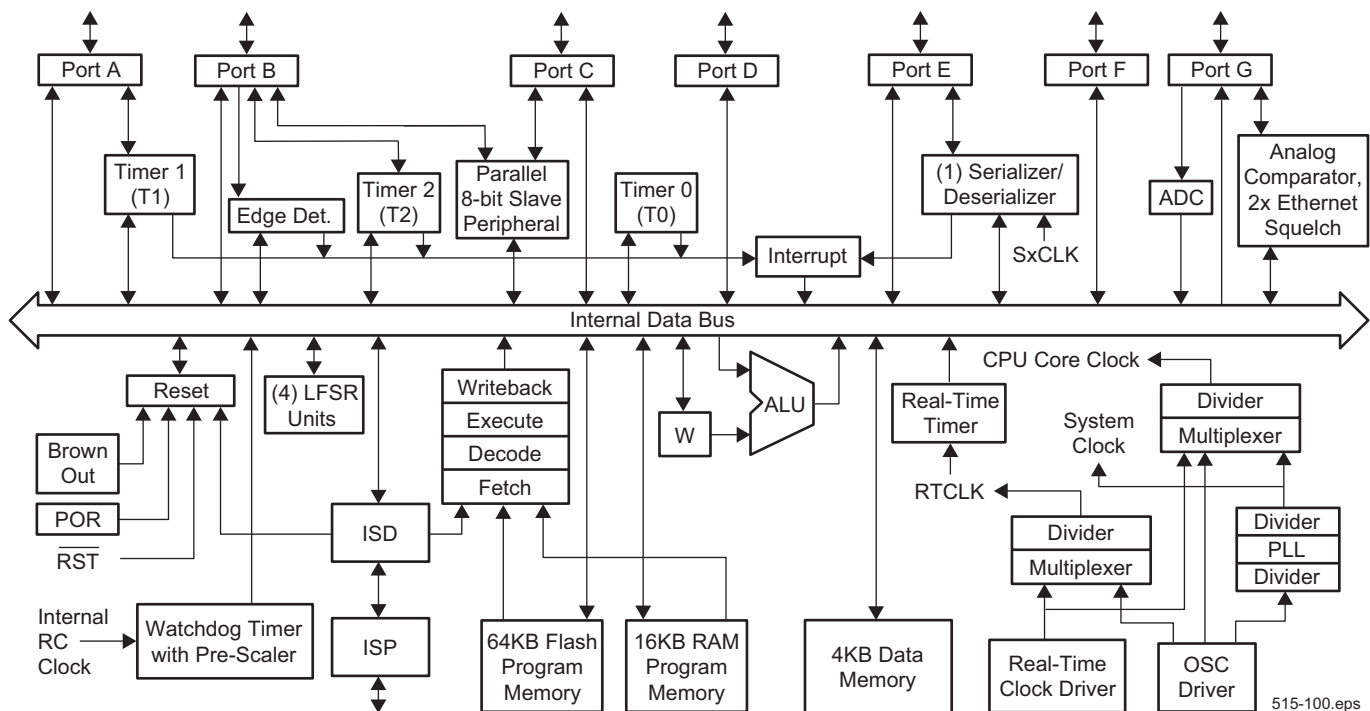 Port A
Port B
Port C
Port D
Port E
Port F
Port G
Timer 1
(T1)
Edge Det.
Timer 2
(T2)
Parallel
8-bit Slave
Peripheral
Timer 0
(T0)
Interrupt
(1) Serializer/
Deserializer
SxCLK
ADC
Analog
Comparator,
2x Ethernet
Squelch
Internal Data Bus
Reset
Brown
Out
POR
RST
Internal
RC
Clock
Watchdog Timer
with Pre-Scaler
(4) LFSR
Units
ISD
ISP
Writeback
Execute
Decode
Fetch
64KB Flash
Program
Memory
16KB RAM
Program
Memory
W
ALU
4KB Data
Memory
Real-Time
Timer
RTCLK
CPU Core Clock
System
Clock
Divider
Multiplexer
Divider
Multiplexer
Divider
PLL
Divider
Real-Time
Clock Driver
OSC
Driver
515-100.eps